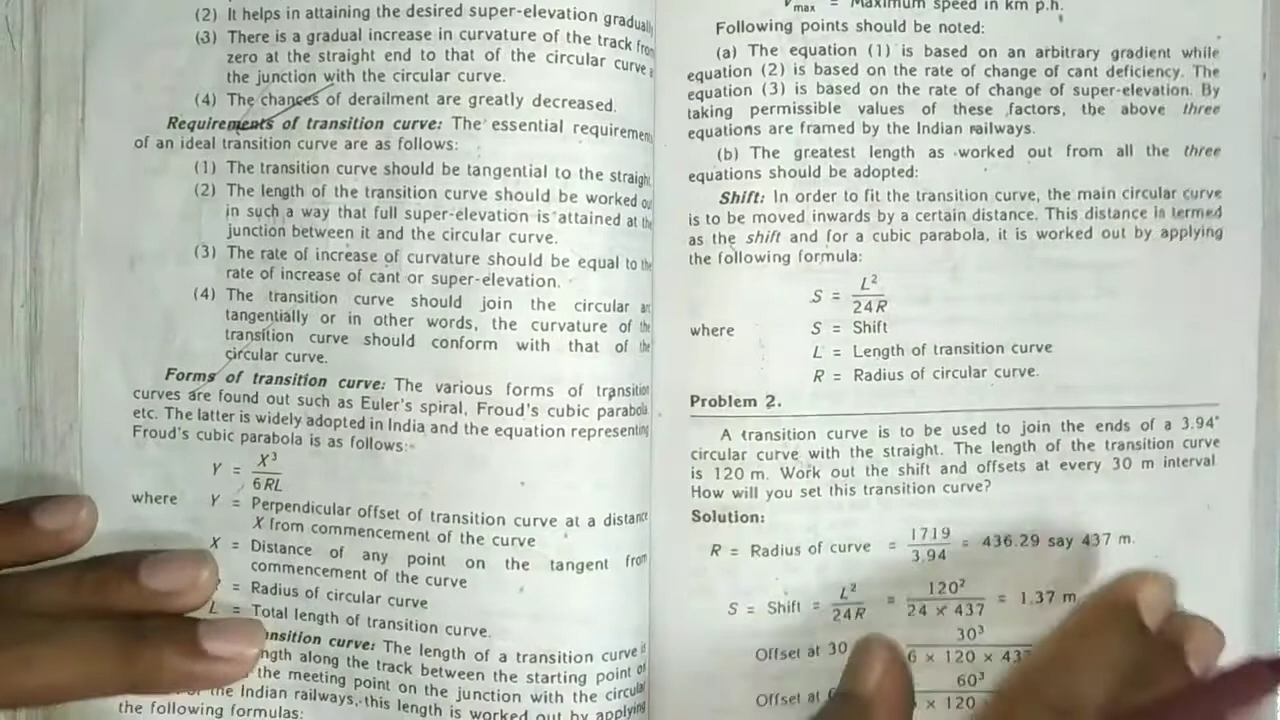 (2) It helps in attaining the desired super-elevation gradually
(3) There is a gradual increase in curvature of the track from
zero at the straight end to that of the circular curve
the junction with the circular curve.
(4) The chances of derailment are greatly decreased.
Requirements of transition curve: The essential requirements
of an ideal transition curve are as follows:
(1) The transition curve should be tangential to the straight.
(2) The length of the transition curve should be worked out
in such a way that full super-elevation is attained at the
junction between it and the circular curve.
(3) The rate of increase of curvature should be equal to the
rate of increase of cant or super-elevation.
(4) The transition curve should join the circular arc
tangentially or in other words, the curvature of the
transition curve should conform with that of the
circular curve.
Forms of transition curve: The various forms of transition
curves are found out such as Euler's spiral, Froud's cubic parabola
etc. The latter is widely adopted in India and the equation representing
Froud's cubic parabola is as follows:
Y = X³ / 6 RL
where Y = Perpendicular offset of transition curve at a distance
X from commencement of the curve
X = Distance of any point on the tangent from
commencement of the curve
= Radius of circular curve
L = Total length of transition curve.
transition curve: The length of a transition curve is
length along the track between the starting point of
the meeting point on the junction with the circular
the Indian railways, this length is worked out by applying
the following formulas:
Vmax = Maximum speed in km p.h.
Following points should be noted:
(a) The equation (1) is based on an arbitrary gradient while
equation (2) is based on the rate of change of cant deficiency. The
equation (3) is based on the rate of change of super-elevation. By
taking permissible values of these factors, the above three
equations are framed by the Indian railways.
(b) The greatest length as worked out from all the three
equations should be adopted:
Shift: In order to fit the transition curve, the main circular curve
is to be moved inwards by a certain distance. This distance is termed
as the shift and for a cubic parabola, it is worked out by applying
the following formula:
S = L² / 24R
where S = Shift
L = Length of transition curve
R = Radius of circular curve.
Problem 2.
A transition curve is to be used to join the ends of a 3.94°
circular curve with the straight. The length of the transition curve
is 120 m. Work out the shift and offsets at every 30 m interval
How will you set this transition curve?
Solution:
R = Radius of curve = 1719 / 3.94 = 436.29 say 437 m.
S = Shift = L² / 24R = 120² / 24 × 437 = 1.37 m
Offset at 30 30³ / 6 × 120 × 437
Offset at 60³ / × 120